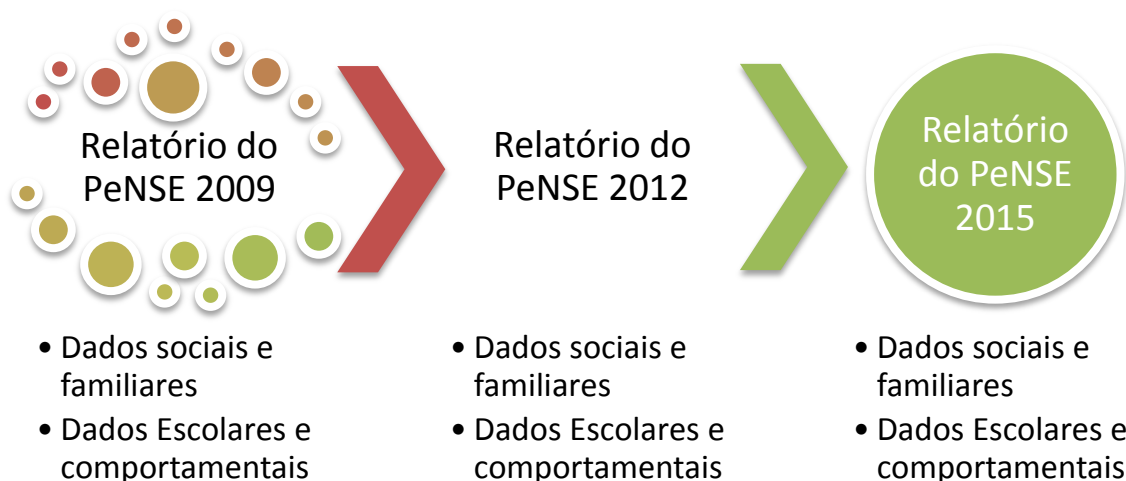 Relatório do
PeNSE 2009
Relatório do
PeNSE 2012
Relatório
do PeNSE
2015
• Dados sociais e
familiares
• Dados Escolares e
comportamentais
• Dados sociais e
familiares
• Dados Escolares e
comportamentais
• Dados sociais e
familiares
• Dados Escolares e
comportamentais